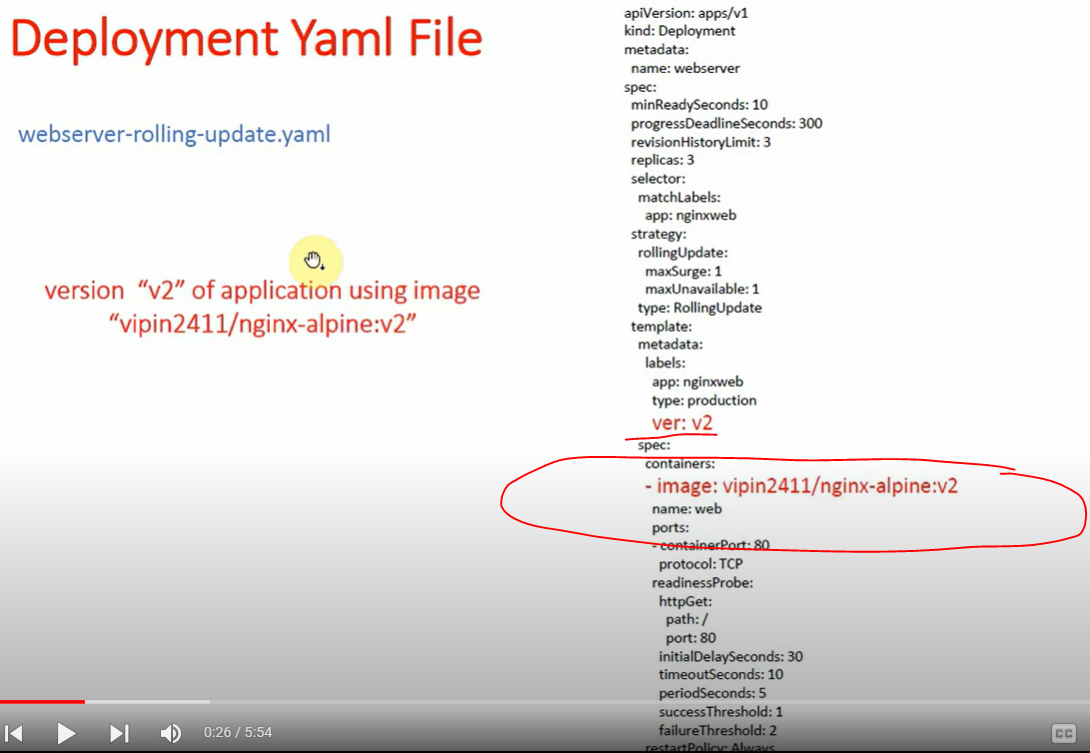 Deployment Yaml File
webserver-rolling-update.yaml
version “v2” of application using image
“vipin2411/nginx-alpine:v2”
apiVersion: apps/v1
kind: Deployment
metadata:
name: webserver
spec:
minReadySeconds: 10
progressDeadlineSeconds: 300
revisionHistoryLimit: 3
replicas: 3
selector:
matchLabels:
app: nginxweb
strategy:
rollingUpdate:
maxSurge: 1
maxUnavailable: 1
type: RollingUpdate
template:
metadata:
labels:
app: nginxweb
type: production
ver: v2
spec:
containers:
- image: vipin2411/nginx-alpine:v2
name: web
ports:
- containerPort: 80
protocol: TCP
readinessProbe:
httpGet:
path: /
port: 80
initialDelaySeconds: 30
timeoutSeconds: 10
periodSeconds: 5
successThreshold: 1
failureThreshold: 2
restartPolicy: Always
0:26 / 5:54
CC